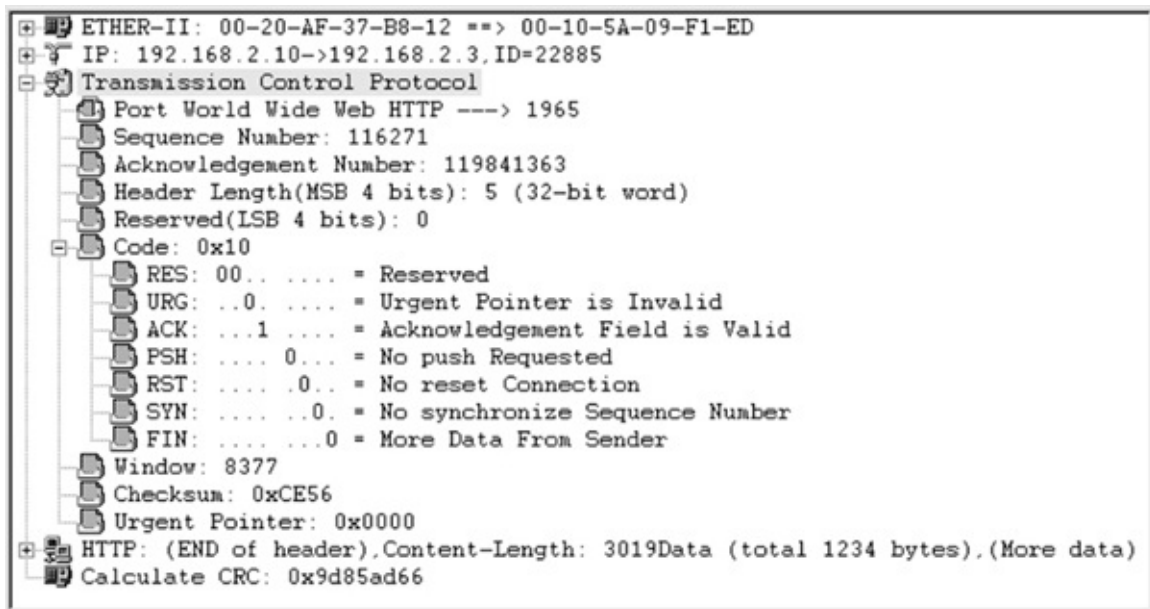 ETHER-II: 00-20-AF-37-B8-12 ==> 00-10-5A-09-F1-ED
IP: 192.168.2.10->192.168.2.3,ID=22885
Transmission Control Protocol
Port World Wide Web HTTP ---> 1965
Sequence Number: 116271
Acknowledgement Number: 119841363
Header Length(MSB 4 bits): 5 (32-bit word)
Reserved(LSB 4 bits): 0
Code: 0x10
RES: 00.. .... = Reserved
URG: ..0. .... = Urgent Pointer is Invalid
ACK: ...1 .... = Acknowledgement Field is Valid
PSH: .... 0... = No push Requested
RST: .... .0.. = No reset Connection
SYN: .... ..0. = No synchronize Sequence Number
FIN: .... ...0 = More Data From Sender
Window: 8377
Checksum: 0xCE56
Urgent Pointer: 0x0000
HTTP: (END of header),Content-Length: 3019Data (total 1234 bytes),(More data)
Calculate CRC: 0x9d85ad66